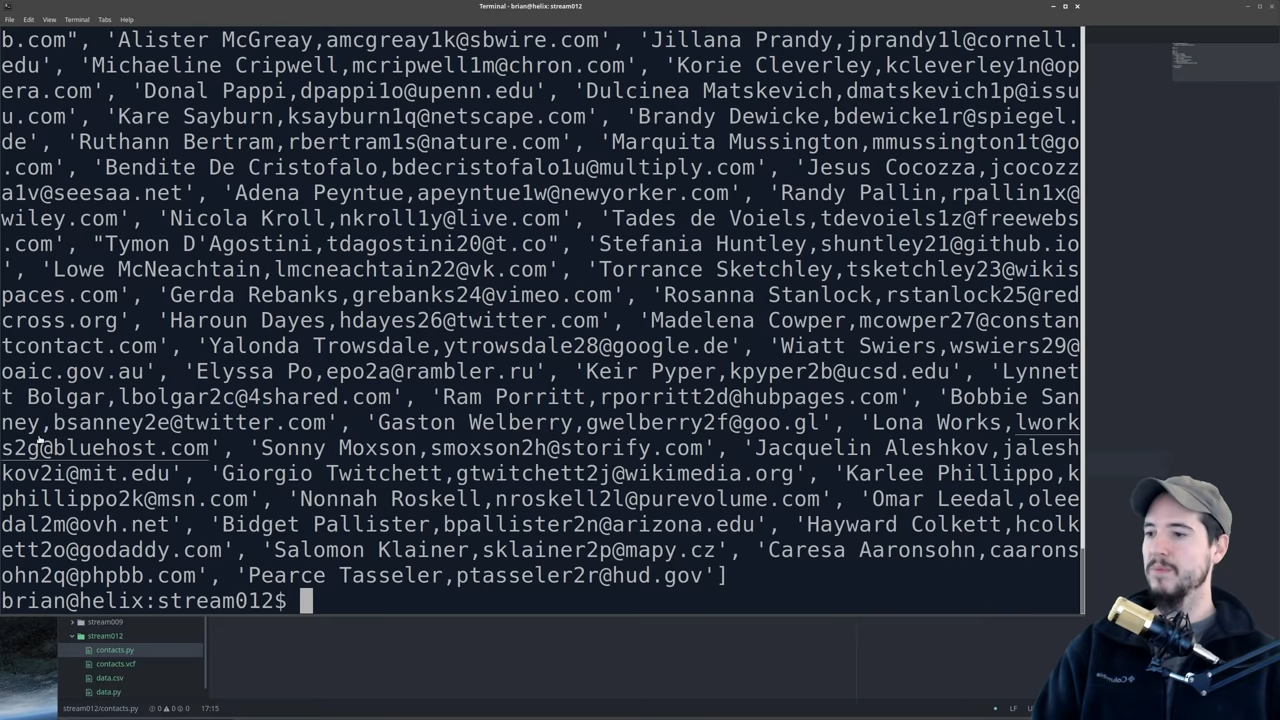 Terminal - brian@helix: stream012
File Edit View Terminal Tabs Help
b.com", 'Alister McGreay,amcgreay1k@sbwire.com', 'Jillana Prandy,jprandy1l@cornell.
edu', 'Michaeline Cripwell,mcripwell1m@chron.com', 'Korie Cleverley,kcleverley1n@op
era.com', 'Donal Pappi,dpappi1o@upenn.edu', 'Dulcinea Matskevich,dmatskevich1p@issu
u.com', 'Kare Sayburn,ksayburn1q@netscape.com', 'Brandy Dewicke,bdewicke1r@spiegel.
de', 'Ruthann Bertram,rbertram1s@nature.com', 'Marquita Mussington,mmussington1t@go
.com', 'Bendite De Cristofalo,bdecristofalo1u@multiply.com', 'Jesus Cocozza,jcocozz
a1v@seesaa.net', 'Adena Peyntue,apeyntue1w@newyorker.com', 'Randy Pallin,rpallin1x@
wiley.com', 'Nicola Kroll,nkroll1y@live.com', 'Tades de Voiels,tdevoiels1z@freewebs
.com', "Tymon D'Agostini,tdagostini20@t.co", 'Stefania Huntley,shuntley21@github.io
', 'Lowe McNeachtain,lmcneachtain22@vk.com', 'Torrance Sketchley,tsketchley23@wikis
paces.com', 'Gerda Rebanks,grebanks24@vimeo.com', 'Rosanna Stanlock,rstanlock25@red
cross.org', 'Haroun Dayes,hdayes26@twitter.com', 'Madelena Cowper,mcowper27@constan
tcontact.com', 'Yalonda Trowsdale,ytrowsdale28@google.de', 'Wiatt Swiers,wswiers29@
oaic.gov.au', 'Elyssa Po,epo2a@rambler.ru', 'Keir Pyper,kpyper2b@ucsd.edu', 'Lynnet
t Bolgar,lbolgar2c@4shared.com', 'Ram Porritt,rporritt2d@hubpages.com', 'Bobbie San
ney,bsanney2e@twitter.com', 'Gaston Welberry,gwelberry2f@goo.gl', 'Lona Works,lwork
s2g@bluehost.com', 'Sonny Moxson,smoxson2h@storify.com', 'Jacquelin Aleshkov,jalesh
kov2i@mit.edu', 'Giorgio Twitchett,gtwitchett2j@wikimedia.org', 'Karlee Phillippo,k
phillippo2k@msn.com', 'Nonnah Roskell,nroskell2l@purevolume.com', 'Omar Leedal,olee
dal2m@ovh.net', 'Bidget Pallister,bpallister2n@arizona.edu', 'Hayward Colkett,hcolk
ett2o@godaddy.com', 'Salomon Klainer,sklainer2p@mapy.cz', 'Caresa Aaronsohn,caarons
ohn2q@phpbb.com', 'Pearce Tasseler,ptasseler2r@hud.gov']
brian@helix:stream012$
stream009
stream012
contacts.py
contacts.vcf
data.csv
data.py
stream012/contacts.py 0 0 0 17:15 LF